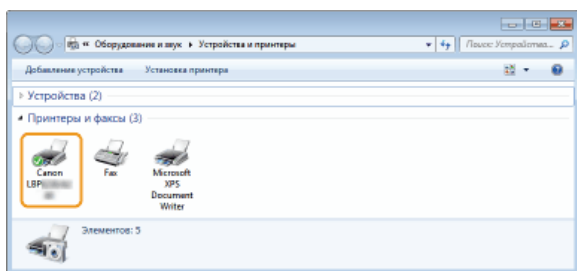 « Оборудование и звук ▸ Устройства и принтеры
Поиск: Устройства...
Добавление устройства Установка принтера
Устройства (2)
Принтеры и факсы (3)
Canon
LBP
Fax
Microsoft
XPS
Document
Writer
Элементов: 5